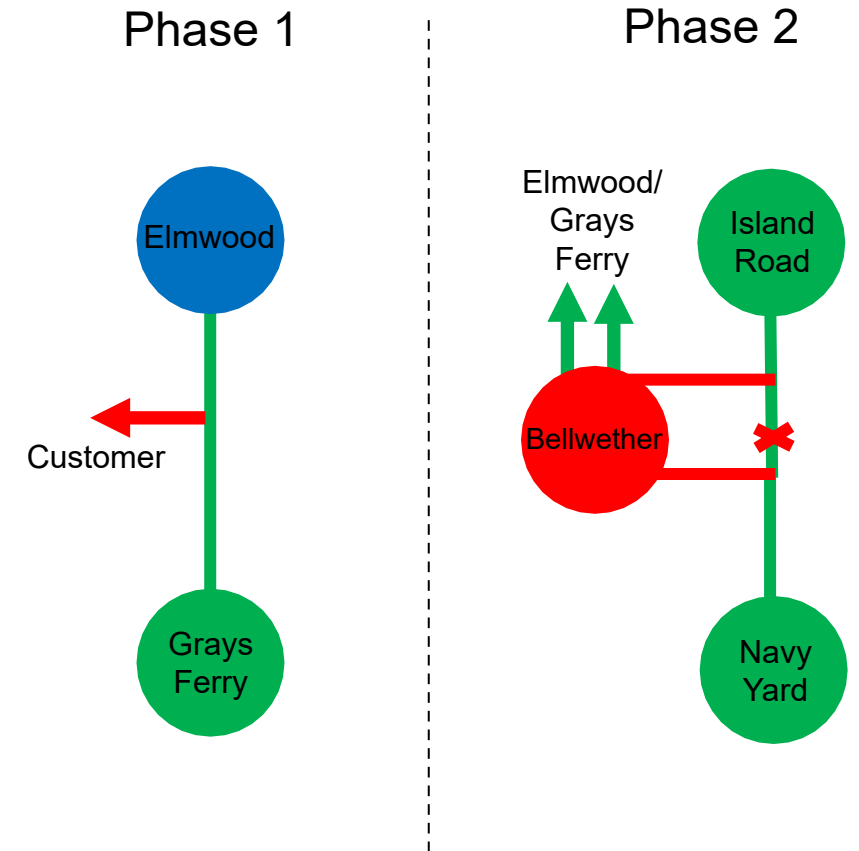 Phase 1
Elmwood
Customer
Grays
Ferry
Phase 2
Elmwood/
Grays
Ferry
Island
Road
Bellwether
Navy
Yard